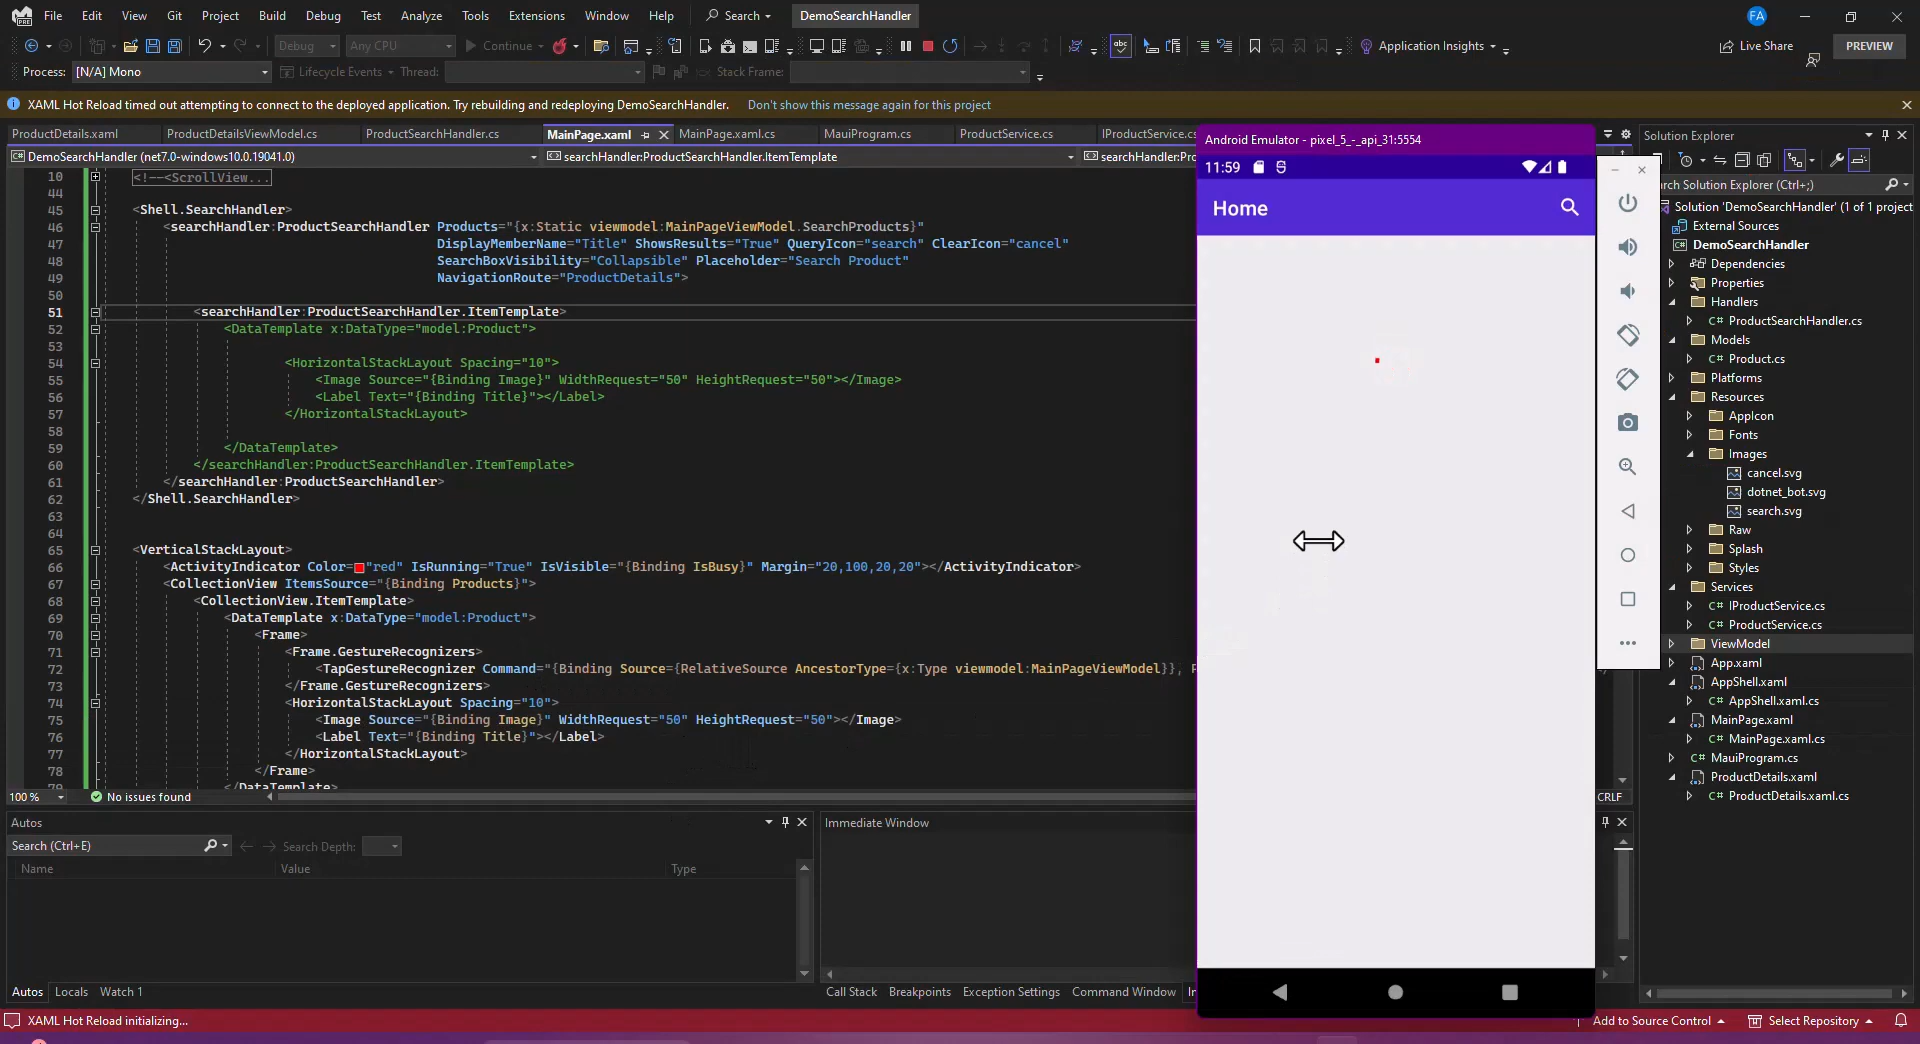 File Edit View Git Project Build Debug Test Analyze Tools Extensions Window Help Search DemoSearchHandler FA
Debug Any CPU Continue Application Insights Live Share PREVIEW
Process: [N/A] Mono Lifecycle Events Thread: Stack Frame:
XAML Hot Reload timed out attempting to connect to the deployed application. Try rebuilding and redeploying DemoSearchHandler. Don't show this message again for this project
ProductDetails.xaml ProductDetailsViewModel.cs ProductSearchHandler.cs MainPage.xaml MainPage.xaml.cs MauiProgram.cs ProductService.cs IProductService.cs
DemoSearchHandler (net7.0-windows10.0.19041.0) searchHandler:ProductSearchHandler.ItemTemplate searchHandler:Pro
10 <!--<ScrollView...
44
45 <Shell.SearchHandler>
46 <searchHandler:ProductSearchHandler Products="{x:Static viewmodel:MainPageViewModel.SearchProducts}"
47 DisplayMemberName="Title" ShowsResults="True" QueryIcon="search" ClearIcon="cancel"
48 SearchBoxVisibility="Collapsible" Placeholder="Search Product"
49 NavigationRoute="ProductDetails">
50
51 <searchHandler:ProductSearchHandler.ItemTemplate>
52 <DataTemplate x:DataType="model:Product">
53
54 <HorizontalStackLayout Spacing="10">
55 <Image Source="{Binding Image}" WidthRequest="50" HeightRequest="50"></Image>
56 <Label Text="{Binding Title}"></Label>
57 </HorizontalStackLayout>
58
59 </DataTemplate>
60 </searchHandler:ProductSearchHandler.ItemTemplate>
61 </searchHandler:ProductSearchHandler>
62 </Shell.SearchHandler>
63
64
65 <VerticalStackLayout>
66 <ActivityIndicator Color="red" IsRunning="True" IsVisible="{Binding IsBusy}" Margin="20,100,20,20"></ActivityIndicator>
67 <CollectionView ItemsSource="{Binding Products}">
68 <CollectionView.ItemTemplate>
69 <DataTemplate x:DataType="model:Product">
70 <Frame>
71 <Frame.GestureRecognizers>
72 <TapGestureRecognizer Command="{Binding Source={RelativeSource AncestorType={x:Type viewmodel:MainPageViewModel}}, P
73 </Frame.GestureRecognizers>
74 <HorizontalStackLayout Spacing="10">
75 <Image Source="{Binding Image}" WidthRequest="50" HeightRequest="50"></Image>
76 <Label Text="{Binding Title}"></Label>
77 </HorizontalStackLayout>
78 </Frame>
79 </DataTemplate>
100 % No issues found CRLF
Autos
Search (Ctrl+E) Search Depth:
Name Value Type
Autos Locals Watch 1
Immediate Window
Call Stack Breakpoints Exception Settings Command Window
XAML Hot Reload initializing... Add to Source Control Select Repository
Android Emulator - pixel_5_-_api_31:5554
11:59
Home
Solution Explorer
rch Solution Explorer (Ctrl+;)
Solution 'DemoSearchHandler' (1 of 1 project
External Sources
DemoSearchHandler
Dependencies
Properties
Handlers
C# ProductSearchHandler.cs
Models
C# Product.cs
Platforms
Resources
AppIcon
Fonts
Images
cancel.svg
dotnet_bot.svg
search.svg
Raw
Splash
Styles
Services
C# IProductService.cs
C# ProductService.cs
ViewModel
App.xaml
AppShell.xaml
C# AppShell.xaml.cs
MainPage.xaml
C# MainPage.xaml.cs
C# MauiProgram.cs
ProductDetails.xaml
C# ProductDetails.xaml.cs